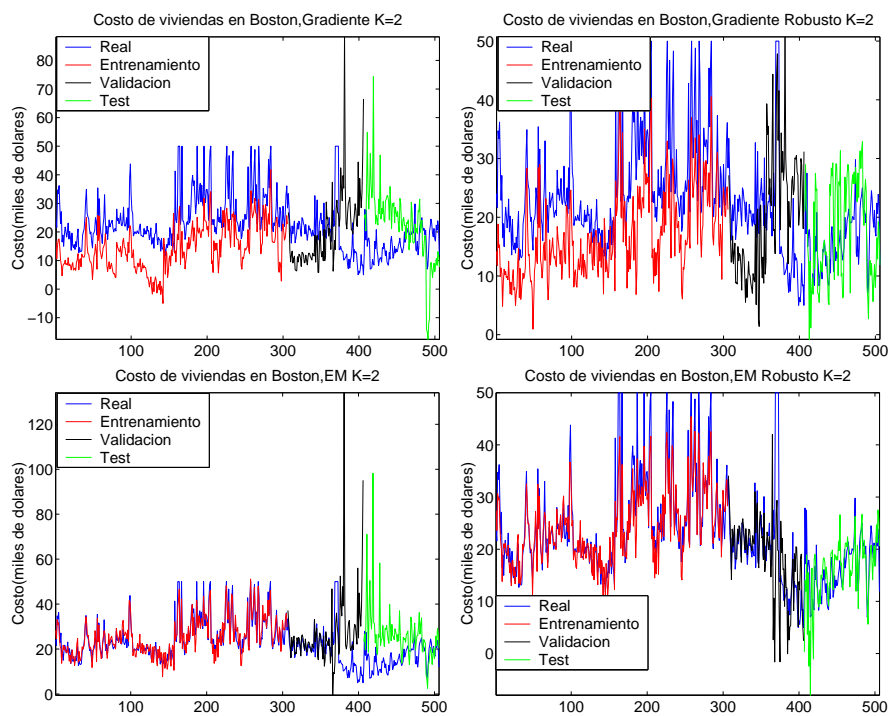 Costo de viviendas en Boston,Gradiente K=2
Real
Entrenamiento
Validacion
Test
Costo(miles de dolares)
80
70
60
50
40
30
20
10
0
−10
100
200
300
400
500
Costo de viviendas en Boston,Gradiente Robusto K=2
Real
Entrenamiento
Validacion
Test
Costo(miles de dolares)
50
40
30
20
10
0
100
200
300
400
500
Costo de viviendas en Boston,EM K=2
Real
Entrenamiento
Validacion
Test
Costo(miles de dolares)
120
100
80
60
40
20
0
100
200
300
400
500
Costo de viviendas en Boston,EM Robusto K=2
Real
Entrenamiento
Validacion
Test
Costo(miles de dolares)
50
40
30
20
10
0
100
200
300
400
500